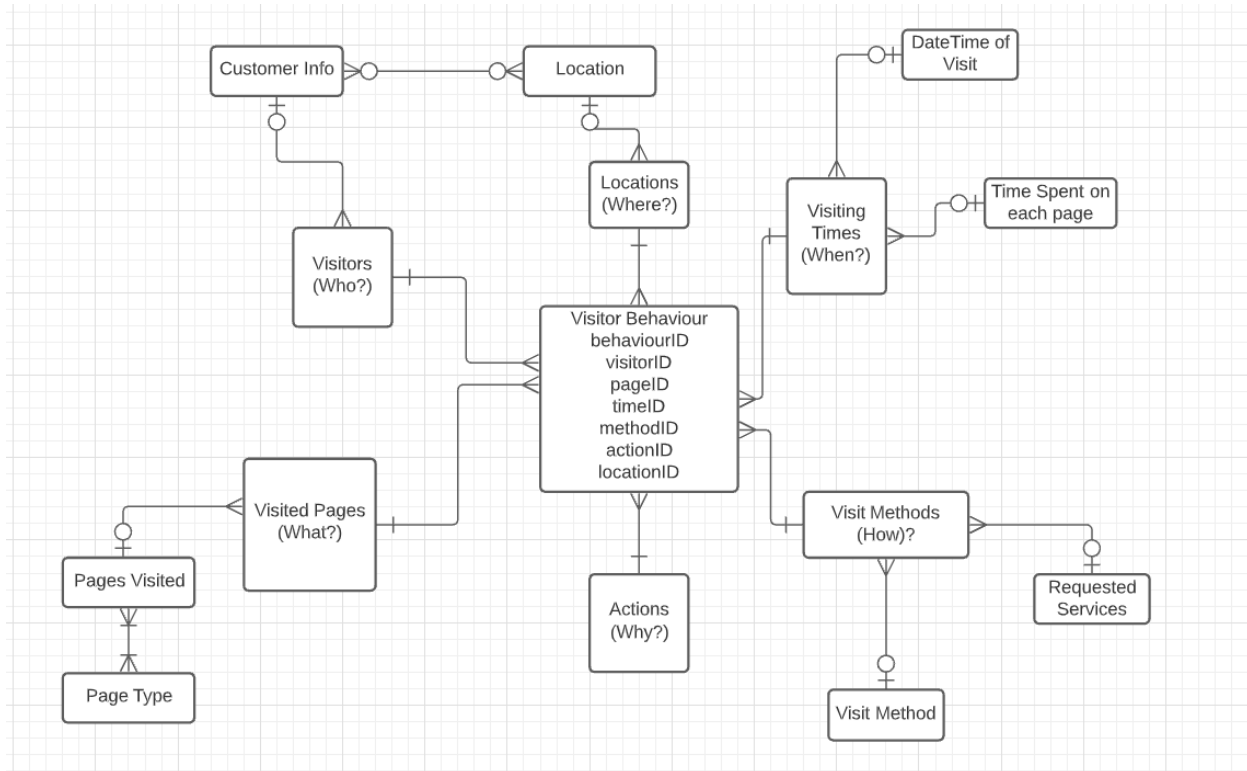 DateTime of
Visit
Customer Info
Location
Locations
(Where?)
Time Spent on
each page
Visiting
Times
(When?)
Visitors
(Who?)
Visitor Behaviour
behaviourID
visitorID
pageID
timeID
methodID
actionID
locationID
Visited Pages
(What?)
Visit Methods
(How)?
Pages Visited
Actions
(Why?)
Requested
Services
Page Type
Visit Method